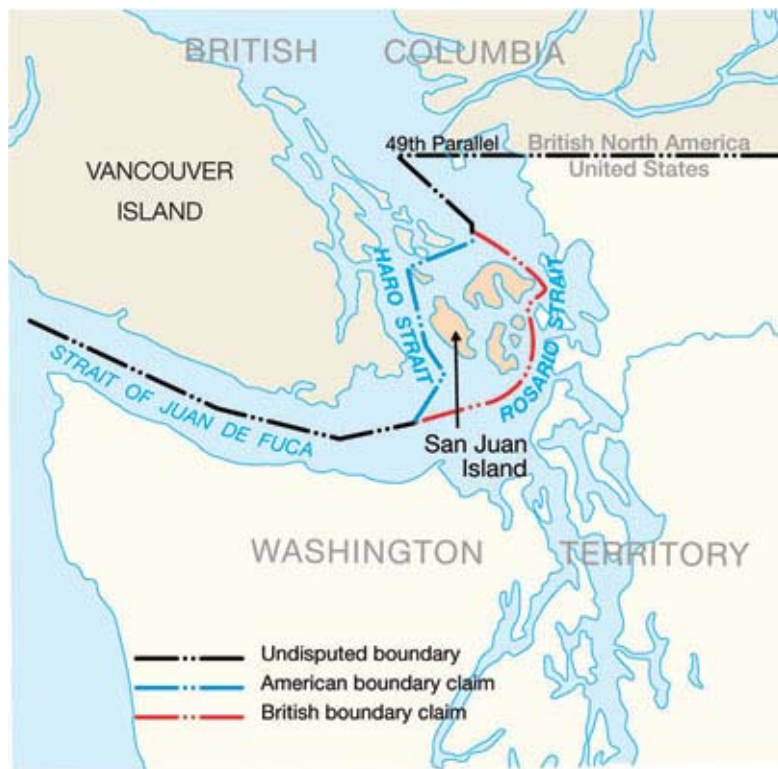 BRITISH COLUMBIA
49th Parallel
British North America
United States
VANCOUVER
ISLAND
HARO STRAIT
ROSARIO STRAIT
STRAIT OF JUAN DE FUCA
San Juan
Island
WASHINGTON TERRITORY
Undisputed boundary
American boundary claim
British boundary claim